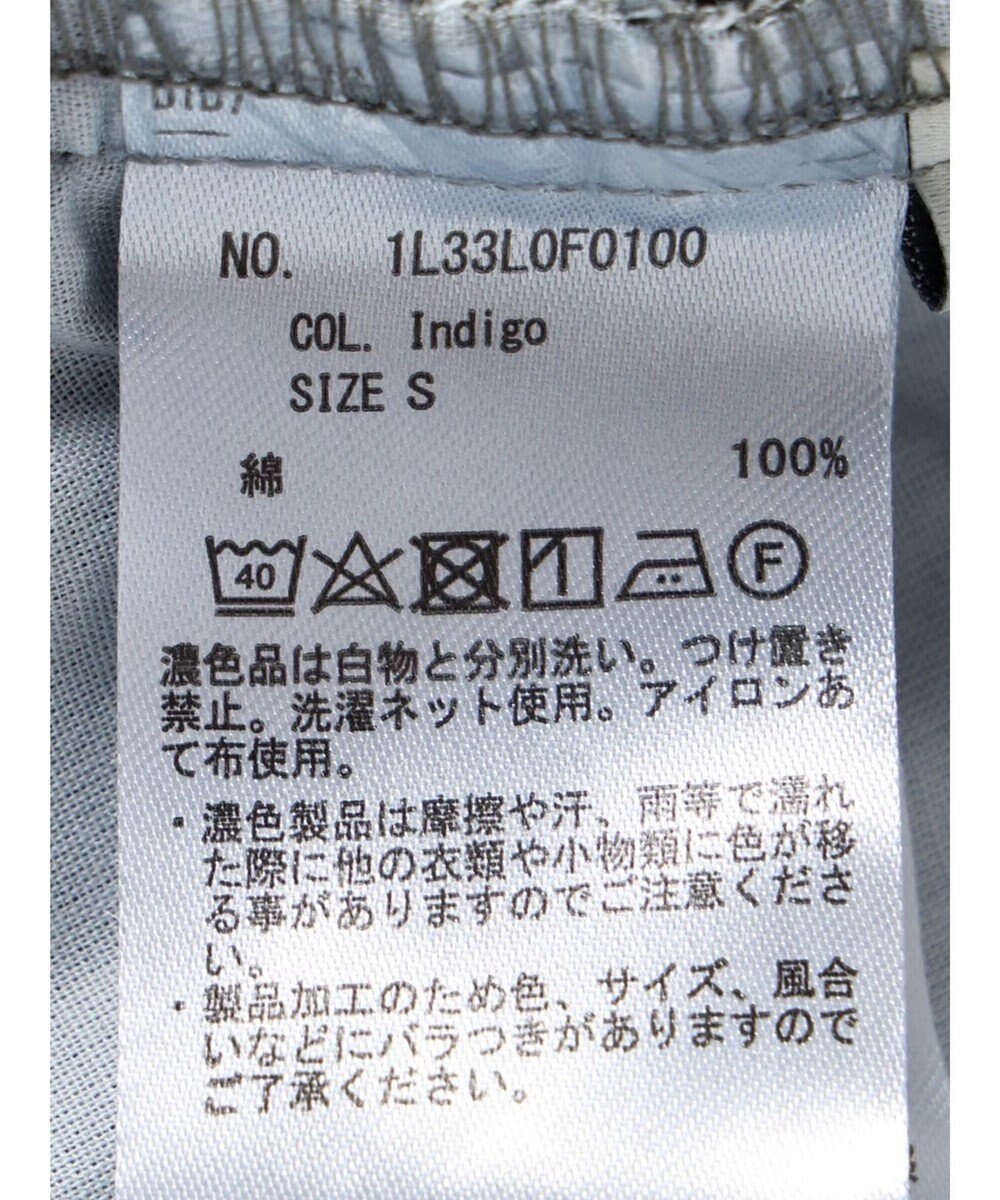 NO. 1L33L0F0100
COL. Indigo
SIZE S
綿 100%
40
F
濃色品は白物と分別洗い。つけ置き
禁止。洗濯ネット使用。アイロンあ
て布使用。
・濃色製品は摩擦や汗、雨等で濡れ
た際に他の衣類や小物類に色が移
る事がありますのでご注意くださ
い。
・製品加工のため色、サイズ、風合
いなどにバラつきがありますので
ご了承ください。